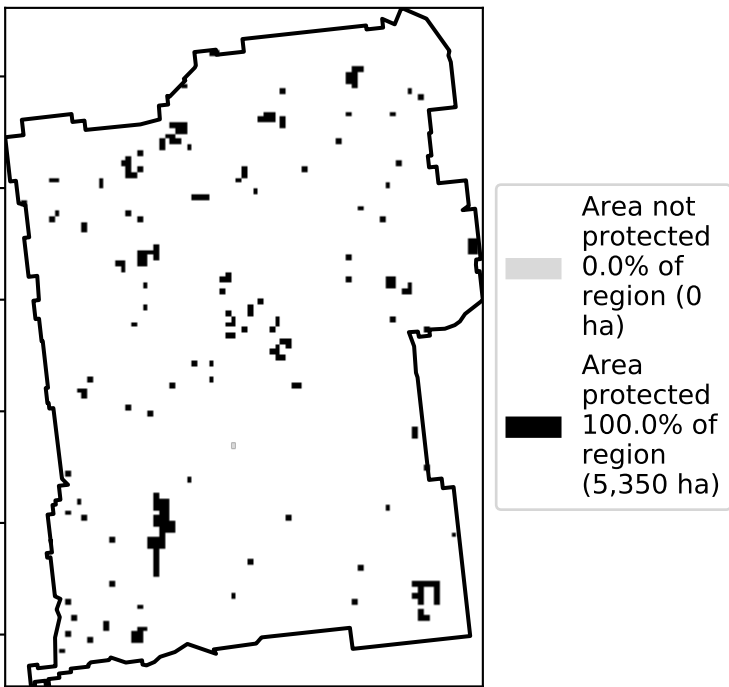 Area not
protected
0.0% of
region (0
ha)
Area
protected
100.0% of
region
(5,350 ha)